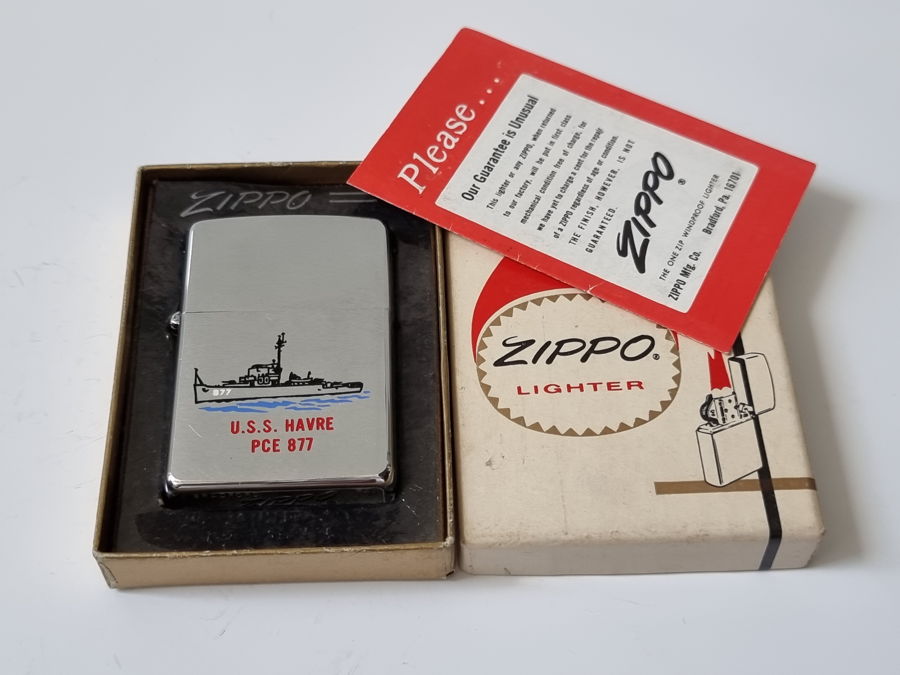 ZIPPO
877
U.S.S. HAVRE
PCE 877
ZIPPO
Please...
Our Guarantee is Unusual
This lighter or any ZIPPO, when returned
to our factory, will be put in first class
mechanical condition free of charge, for
we have yet to charge a cent for the repair
of a ZIPPO regardless of age or condition.
THE FINISH, HOWEVER, IS NOT
GUARANTEED.
ZIPPO®
THE ONE ZIP WINDPROOF LIGHTER
ZIPPO Mfg. Co. Bradford, Pa. 16701
ZIPPO®
LIGHTER